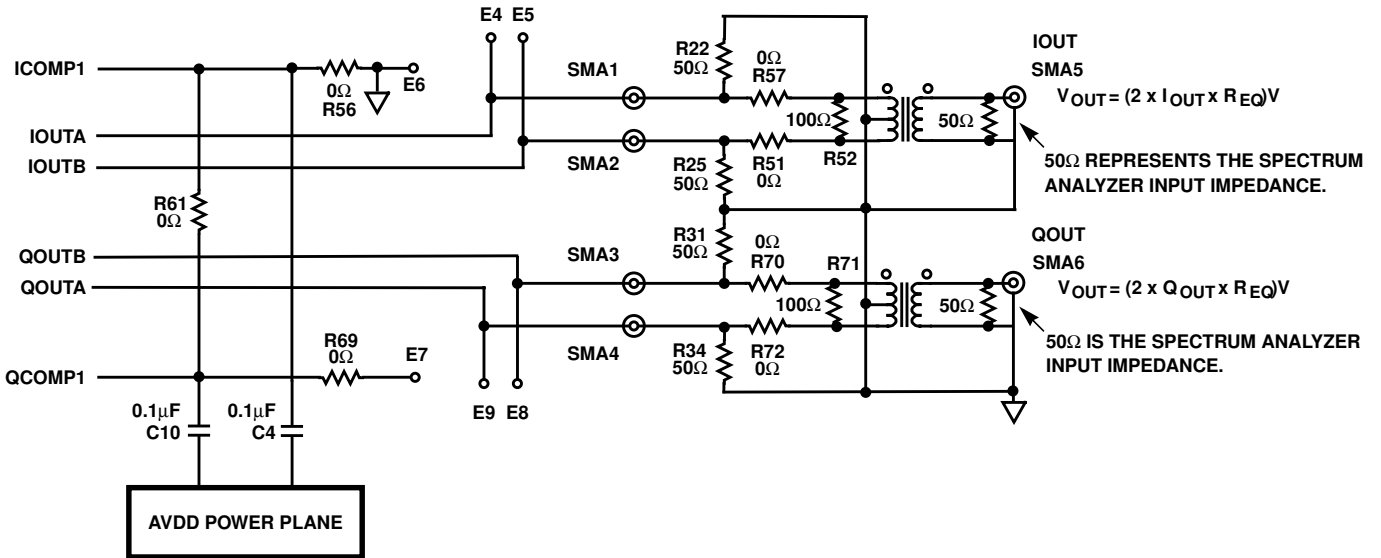 E4 E5
ICOMP1
0Ω
R56
E6
IOUTA
IOUTB
SMA1
SMA2
R22
50Ω
0Ω
R57
100Ω
R52
R25
50Ω
R51
0Ω
50Ω
IOUT
SMA5
VOUT = (2 x IOUT x REQ)V
50Ω REPRESENTS THE SPECTRUM
ANALYZER INPUT IMPEDANCE.
R61
0Ω
QOUTB
QOUTA
SMA3
SMA4
R31
50Ω
0Ω
R70
R71
100Ω
R34
50Ω
R72
0Ω
50Ω
QOUT
SMA6
VOUT = (2 x QOUT x REQ)V
50Ω IS THE SPECTRUM ANALYZER
INPUT IMPEDANCE.
QCOMP1
R69
0Ω
E7
E9 E8
0.1µF
C10
0.1µF
C4
AVDD POWER PLANE